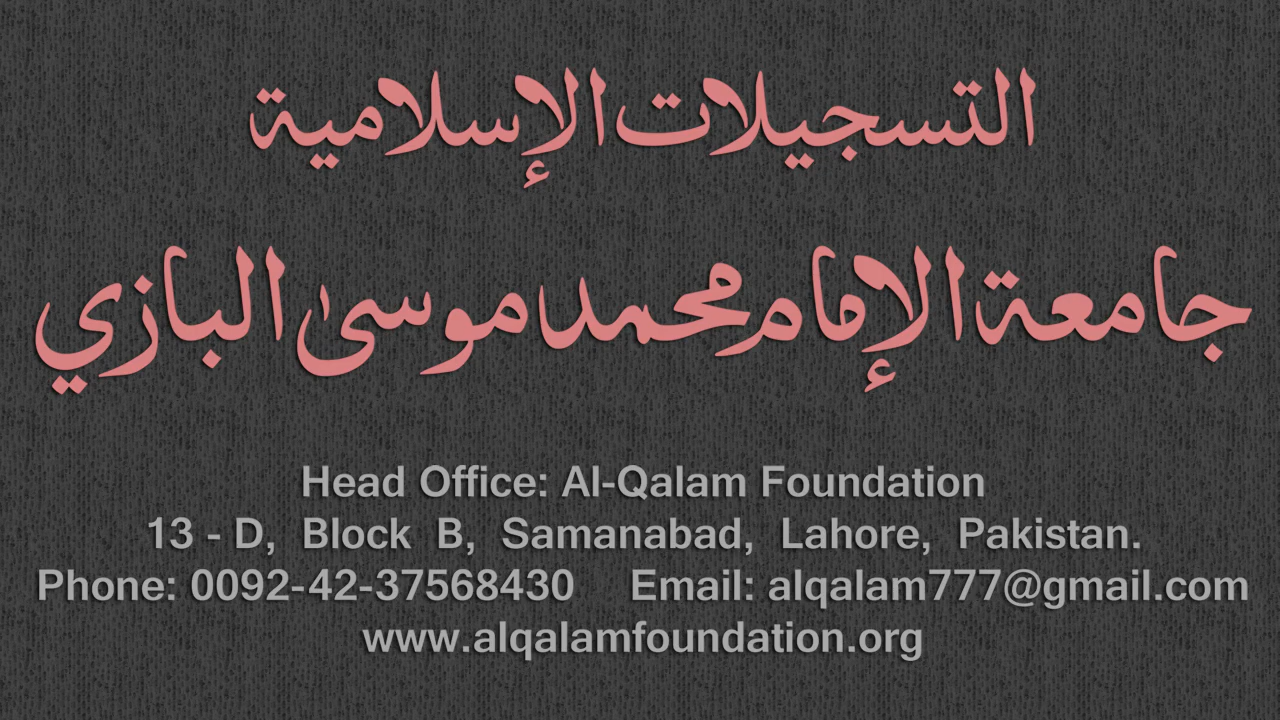 التسجيلات الإسلامية
جامعة الإمام محمد موسىٰ البازي
Head Office: Al-Qalam Foundation
13 - D, Block B, Samanabad, Lahore, Pakistan.
Phone: 0092-42-37568430 Email: alqalam777@gmail.com
www.alqalamfoundation.org